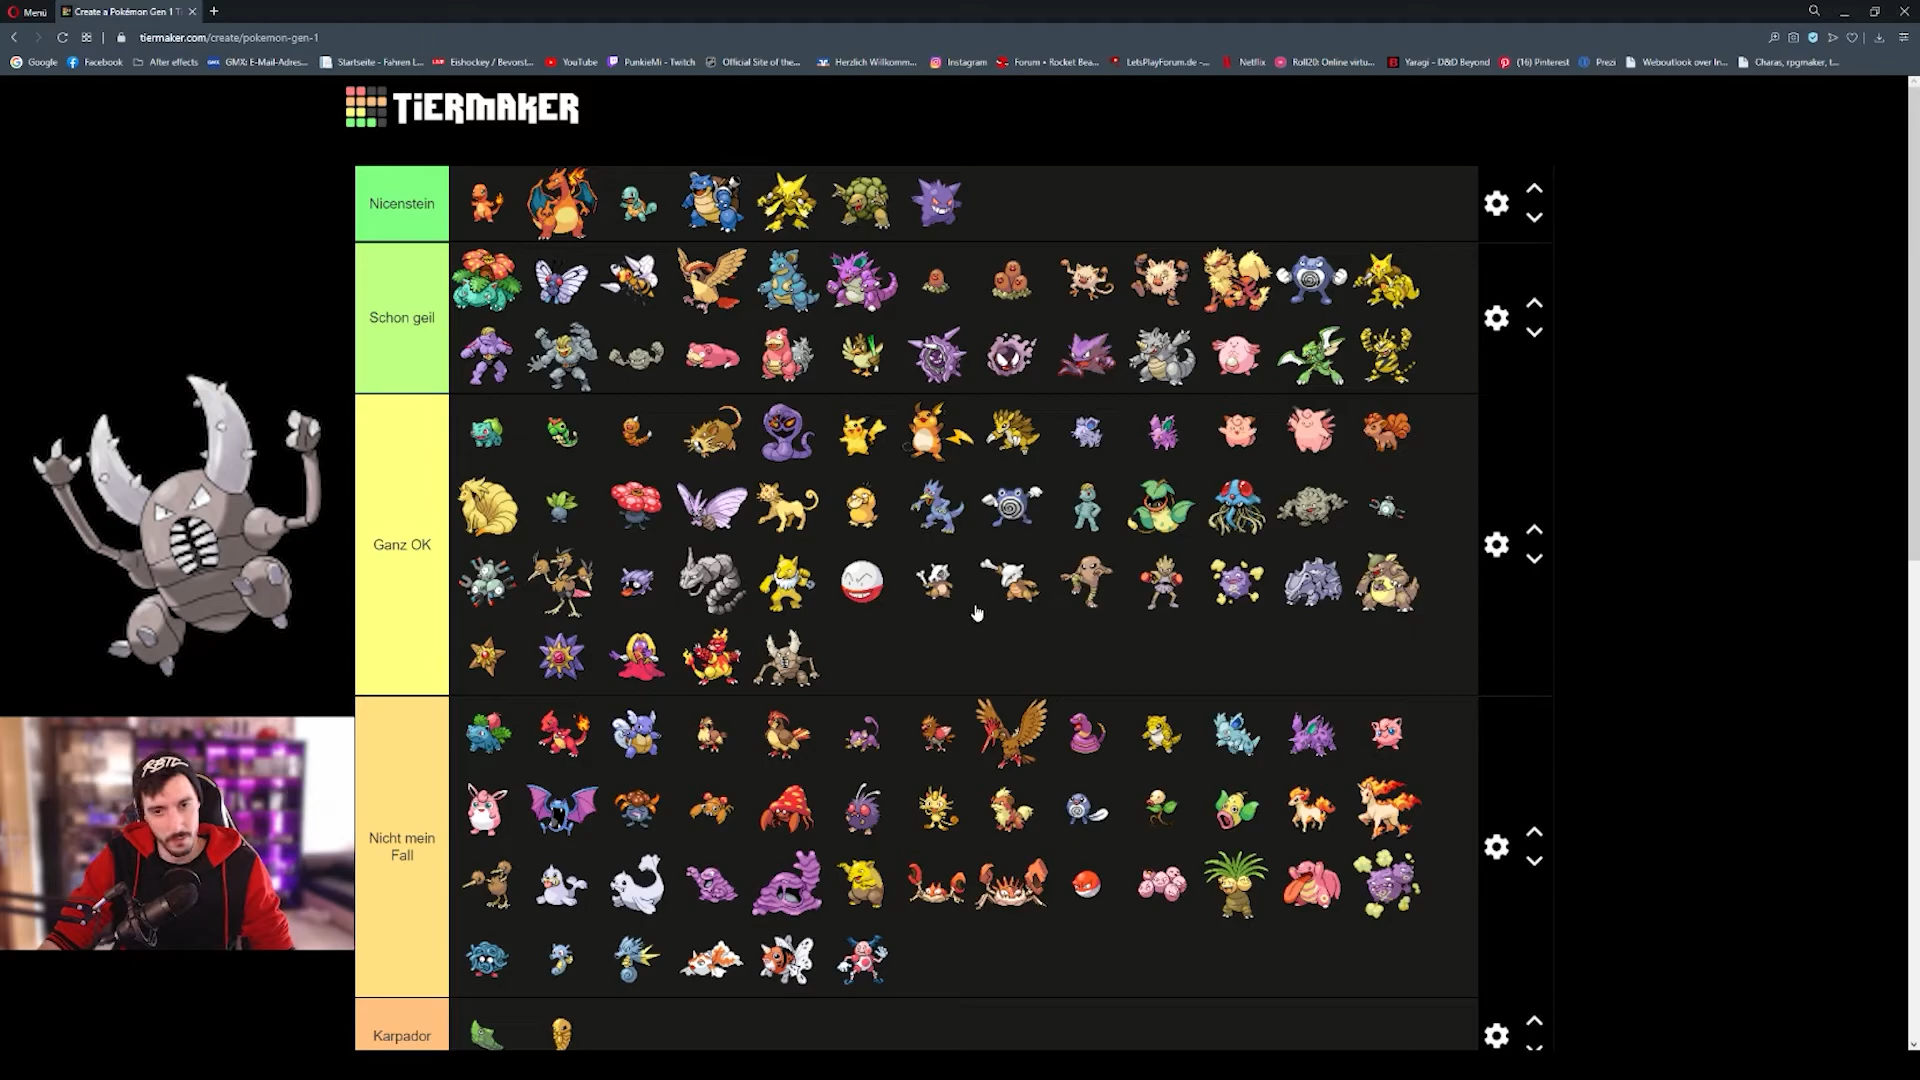 Menü
Create a Pokémon Gen 1 T
tiermaker.com/create/pokemon-gen-1
Google
Facebook
After effects
GMX: E-Mail-Adres...
Startseite - Fahren L...
Eishockey / Bevorst...
YouTube
PunkieMi - Twitch
Official Site of the...
Herzlich Willkomm...
Instagram
Forum • Rocket Bea...
LetsPlayForum.de -...
Netflix
Roll20: Online virtu...
Yaragi - D&D Beyond
(16) Pinterest
Prezi
Weboutlook over In...
Charas, rpgmaker, t...
TiERMAKER
Nicenstein
Schon geil
Ganz OK
Nicht mein
Fall
Karpador
RBTC